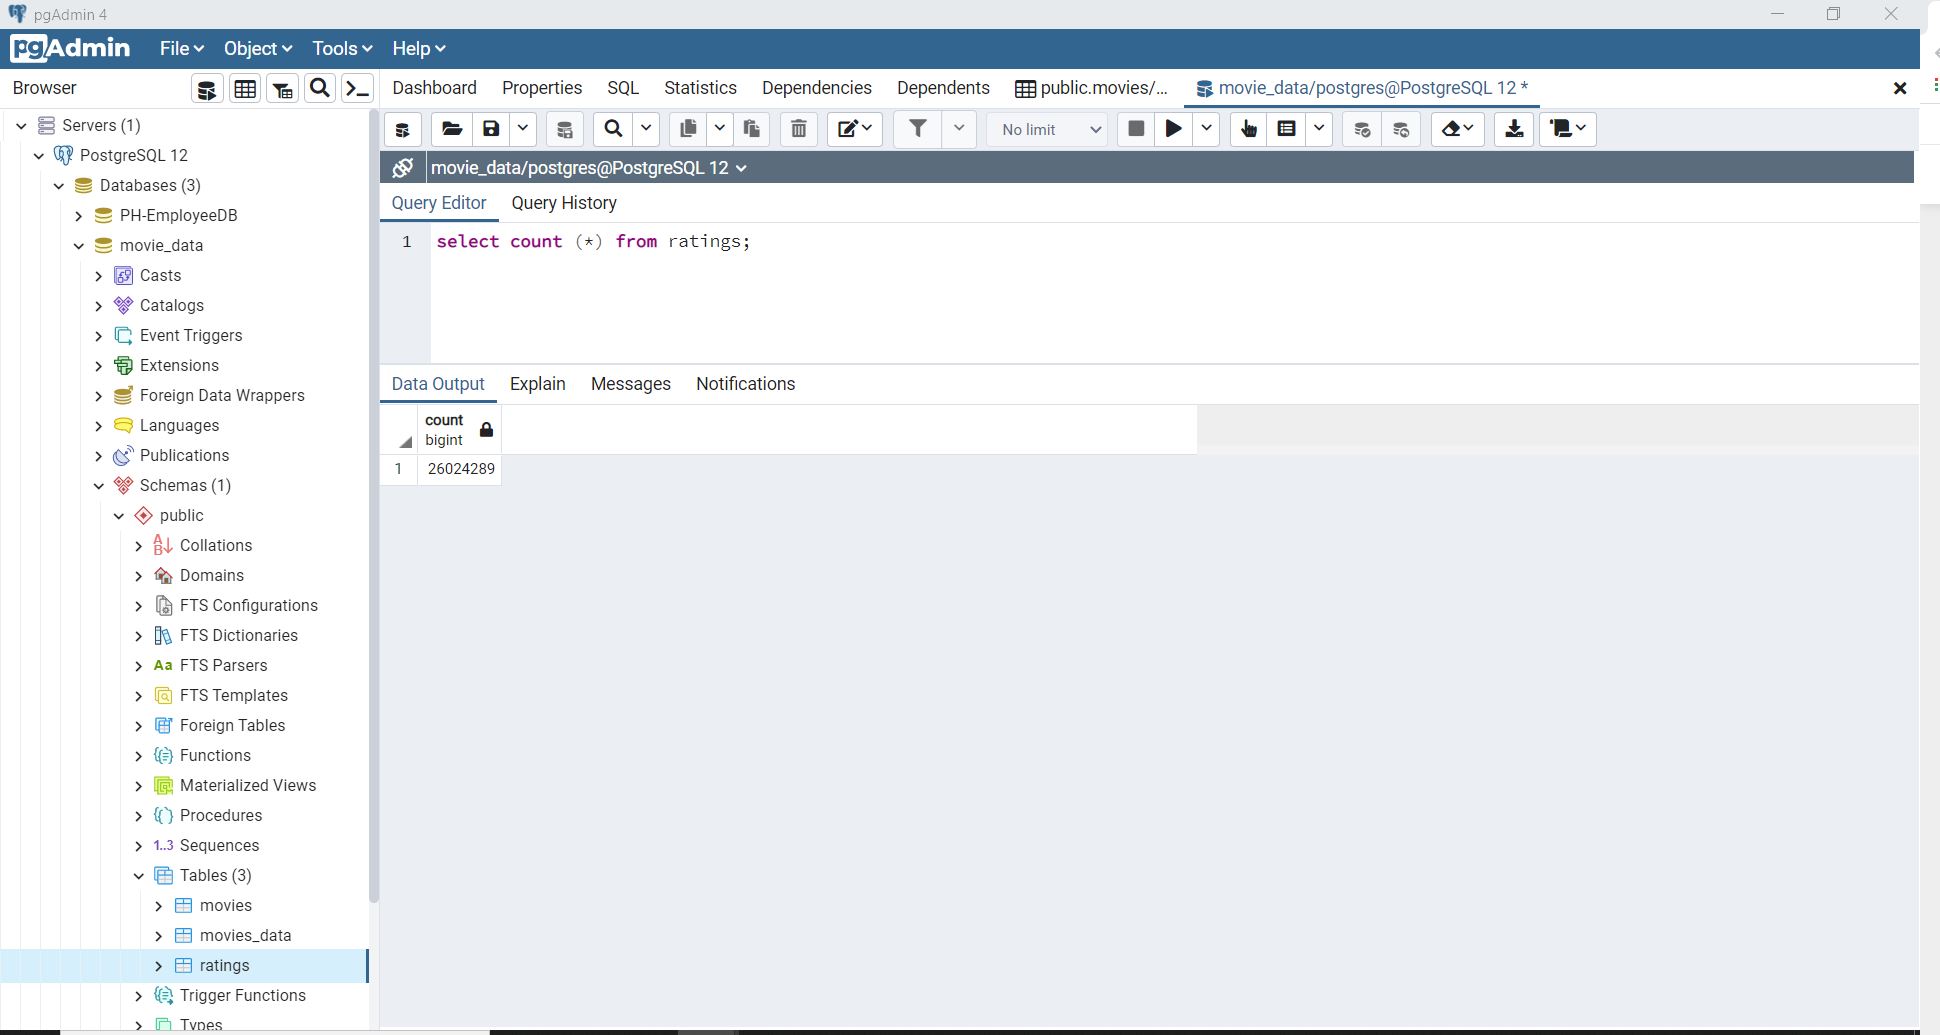 pgAdmin 4
pgAdmin File Object Tools Help
Browser
Dashboard Properties SQL Statistics Dependencies Dependents public.movies/... movie_data/postgres@PostgreSQL 12 *
No limit
movie_data/postgres@PostgreSQL 12
Query Editor Query History
1 select count (*) from ratings;
Data Output Explain Messages Notifications
count
bigint
1 26024289
Servers (1)
PostgreSQL 12
Databases (3)
PH-EmployeeDB
movie_data
Casts
Catalogs
Event Triggers
Extensions
Foreign Data Wrappers
Languages
Publications
Schemas (1)
public
Collations
Domains
FTS Configurations
FTS Dictionaries
Aa FTS Parsers
FTS Templates
Foreign Tables
Functions
Materialized Views
Procedures
1..3 Sequences
Tables (3)
movies
movies_data
ratings
Trigger Functions
Types